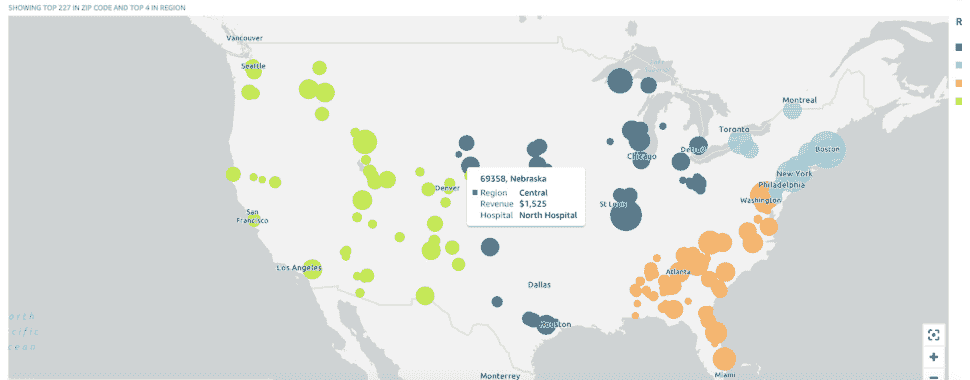 SHOWING TOP 227 IN ZIP CODE AND TOP 4 IN REGION
R
Vancouver
Seattle
Montreal
Toronto
Boston
Chicago
New York
Philadelphia
69358, Nebraska
Denver
Region Central
Revenue $1,525
Hospital North Hospital
St Louis
Washington
San
Francisco
Los Angeles
Atlanta
Dallas
Houston
Miami
Monterrey
+
−